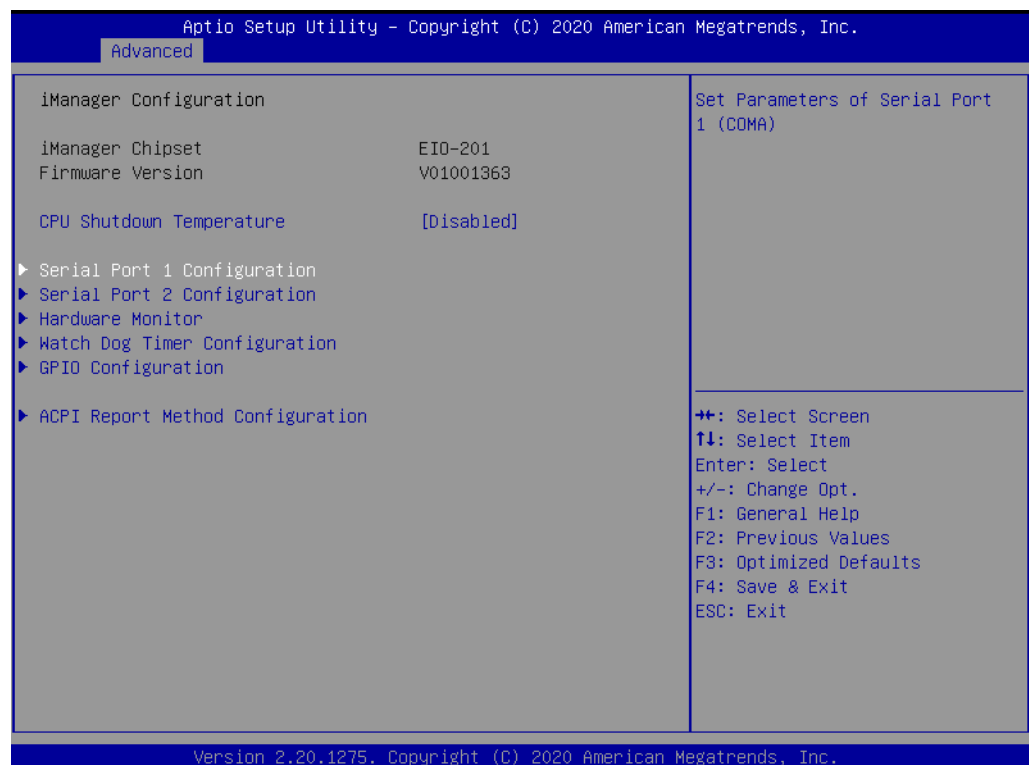 Aptio Setup Utility – Copyright (C) 2020 American Megatrends, Inc.
Advanced
iManager Configuration
iManager Chipset EIO-201
Firmware Version V01001363
CPU Shutdown Temperature [Disabled]
Serial Port 1 Configuration
Serial Port 2 Configuration
Hardware Monitor
Watch Dog Timer Configuration
GPIO Configuration
ACPI Report Method Configuration
Set Parameters of Serial Port
1 (COMA)
→←: Select Screen
↑↓: Select Item
Enter: Select
+/-: Change Opt.
F1: General Help
F2: Previous Values
F3: Optimized Defaults
F4: Save & Exit
ESC: Exit
Version 2.20.1275. Copyright (C) 2020 American Megatrends, Inc.